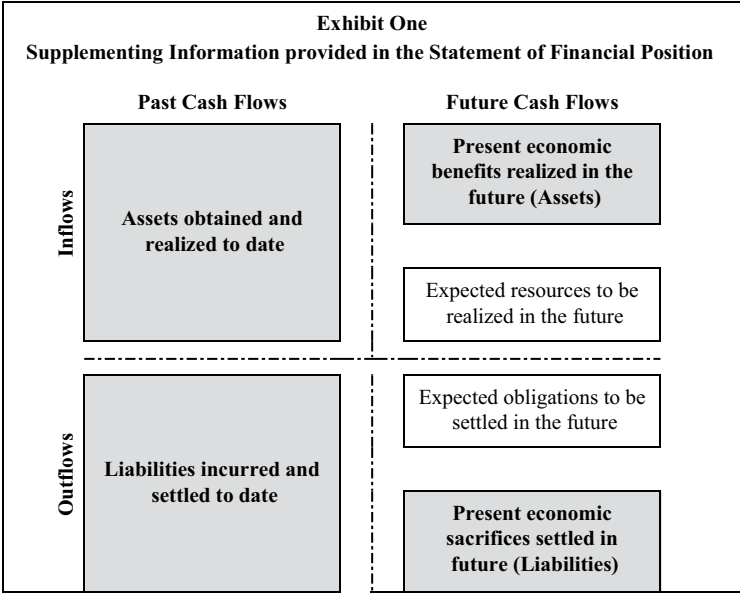 Exhibit One
Supplementing Information provided in the Statement of Financial Position
Past Cash Flows
Future Cash Flows
Inflows
Assets obtained and
realized to date
Present economic
benefits realized in the
future (Assets)
Expected resources to be
realized in the future
Outflows
Liabilities incurred and
settled to date
Expected obligations to be
settled in the future
Present economic
sacrifices settled in
future (Liabilities)